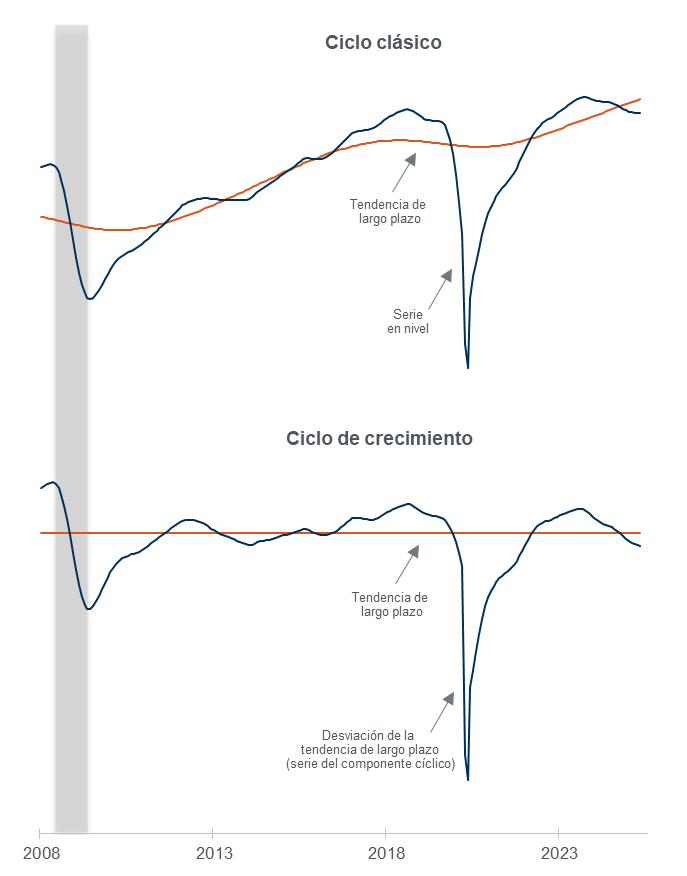 Ciclo clásico
Tendencia de
largo plazo
Serie
en nivel
Ciclo de crecimiento
Tendencia de
largo plazo
Desviación de la
tendencia de largo plazo
(serie del componente cíclico)
2008 2013 2018 2023